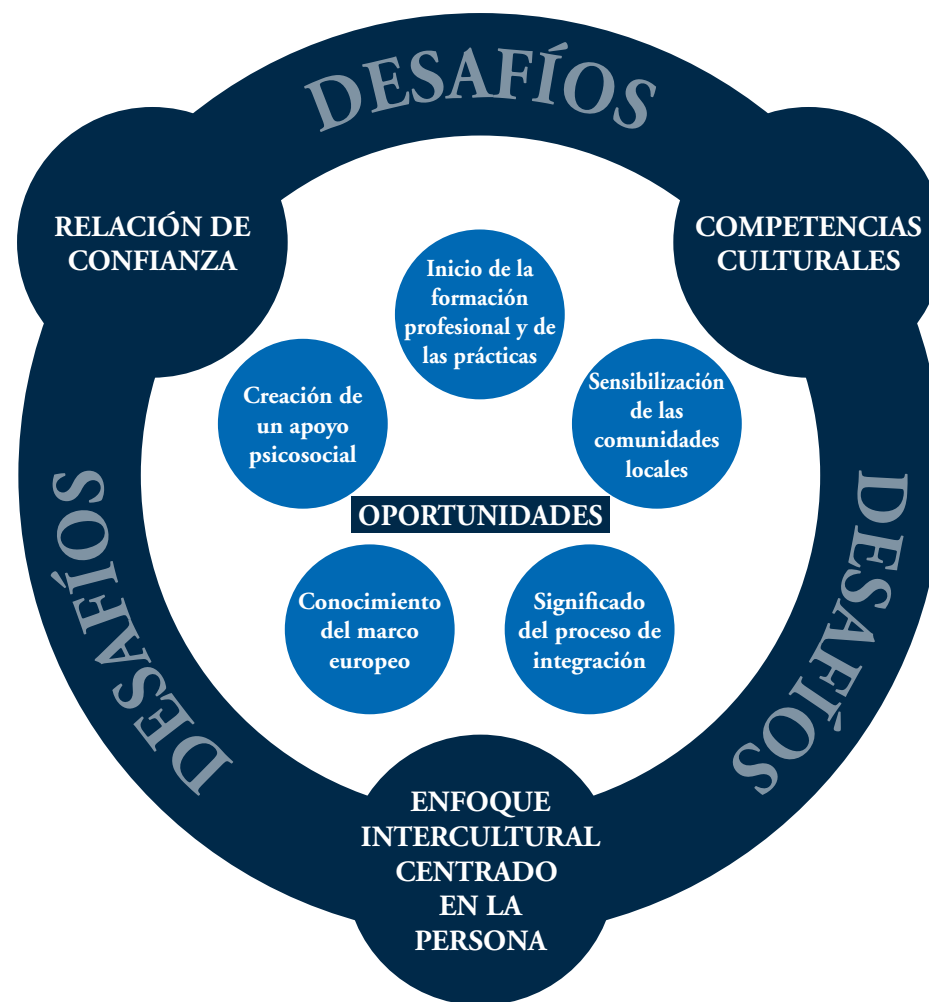 DESAFÍOS
RELACIÓN DE
CONFIANZA
COMPETENCIAS
CULTURALES
Inicio de la
formación
profesional y de
las prácticas
Creación de
un apoyo
psicosocial
Sensibilización
de las
comunidades
locales
OPORTUNIDADES
DESAFÍOS
DESAFÍOS
Conocimiento
del marco
europeo
Significado
del proceso de
integración
ENFOQUE
INTERCULTURAL
CENTRADO
EN LA
PERSONA